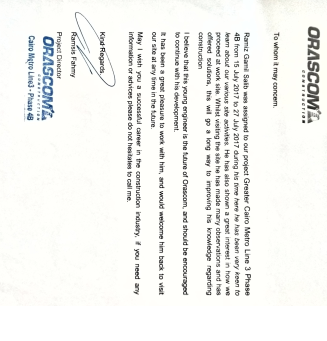 ORASCOM
CONSTRUCTION
To whom it may concern:
Ramiz Gamil Salib was assigned to our project Greater Cairo Metro Line 3 Phase
4B from 15 July 2017 to 27 July 2017 during his time here he has been very keen to
learn about our various site activities. He has also shown a great interest in how we
proceed at work site. Whilst visiting the site he has made many observations and has
offered solutions, this will go a long way to improving his knowledge regarding
construction
I believe that this young engineer is the future of Orascom, and should be encouraged
to continue with his development.
It has been a great pleasure to work with him, and would welcome him back to visit
our site at any time in the future.
May I wish you a successful career in the construction industry, if you need any
information or advices please do not hesitates to call me.
Kind Regards
Ramsis Fahmy
Project Director
ORASCOM
CONSTRUCTION
Cairo Metro Line3 - Phase 4B